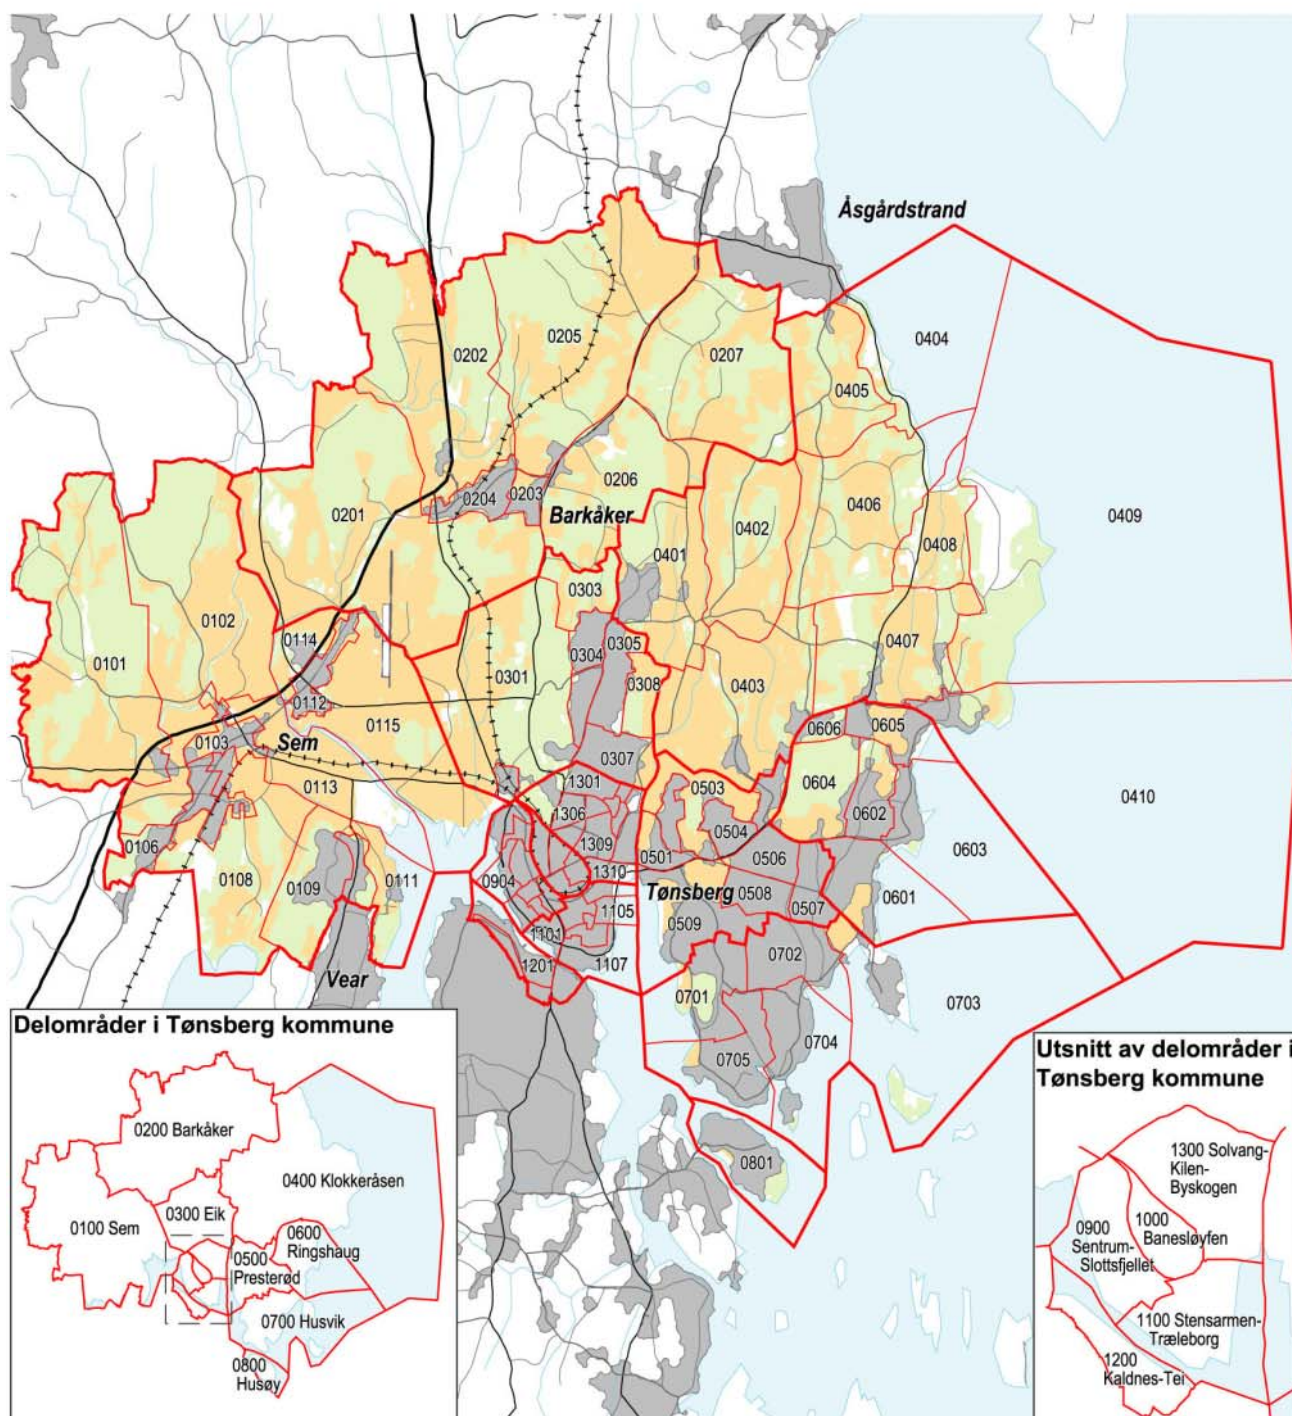 Åsgårdstrand
0404
0202
0205
0207
0405
0409
0206
0204
0203
0201
0406
0402
Barkåker
0408
0401
0303
0102
0114
0407
0101
0304
0305
0301
0308
0403
0112
0115
0606
0605
0103
Sem
0307
0604
1301
0113
0503
0410
1306
0602
0504
0106
1309
0603
0501
0506
1310
0108
0109
0111
0904
Tønsberg
0508
0601
0507
1105
0509
1101
0702
1107
1201
Vear
0701
0703
0704
0705
0801
Delområder i Tønsberg kommune
0200 Barkåker
0400 Klokkeråsen
0300 Eik
0100 Sem
0600
Ringshaug
0500
Presterød
0700 Husvik
0800
Husøy
Utsnitt av delområder i
Tønsberg kommune
1300 Solvang-
Kilen-
Byskogen
1000
Banesløyfen
0900
Sentrum-
Slottsfjellet
1100 Stensarmen-
Træleborg
1200
Kaldnes-Tei